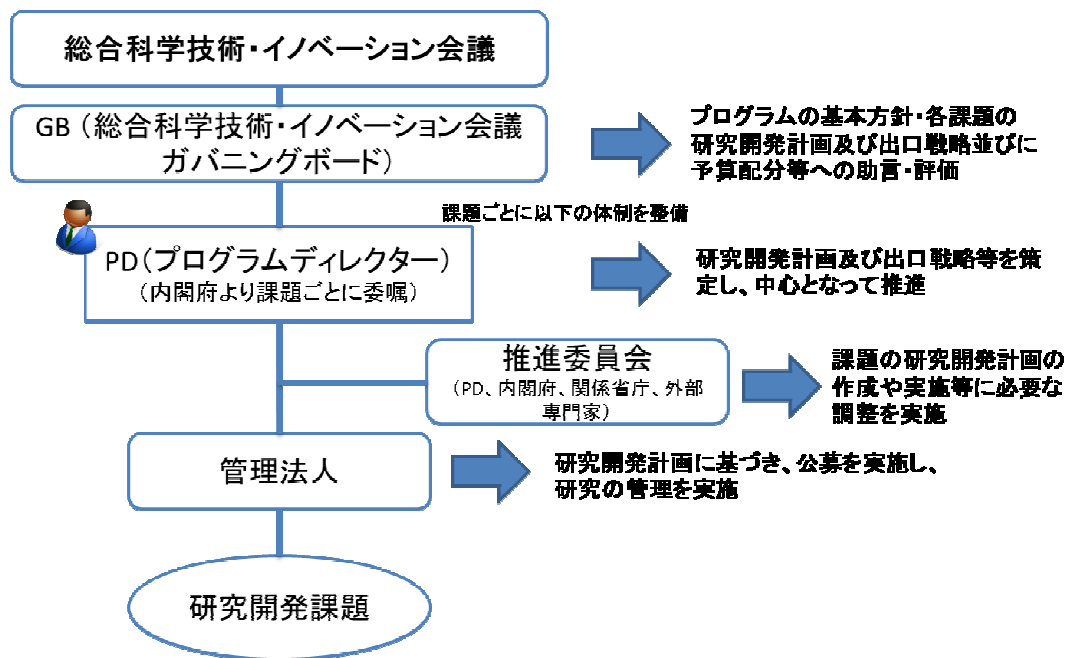 総合科学技術・イノベーション会議
GB（総合科学技術・イノベーション会議
ガバニングボード）
プログラムの基本方針・各課題の
研究開発計画及び出口戦略並びに
予算配分等への助言・評価
課題ごとに以下の体制を整備
PD（プログラムディレクター）
（内閣府より課題ごとに委嘱）
研究開発計画及び出口戦略等を策
定し、中心となって推進
推進委員会
（PD、内閣府、関係省庁、外部
専門家）
課題の研究開発計画の
作成や実施等に必要な
調整を実施
管理法人
研究開発計画に基づき、公募を実施し、
研究の管理を実施
研究開発課題